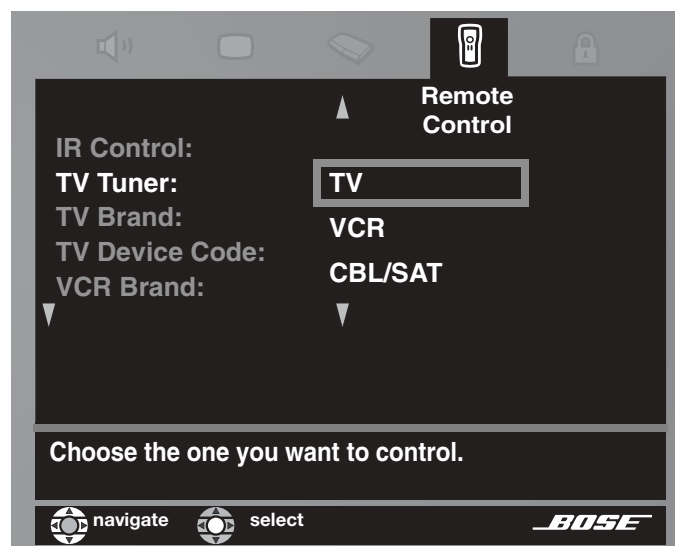 Remote
Control
IR Control:
TV Tuner: TV
TV Brand: VCR
TV Device Code: CBL/SAT
VCR Brand:
Choose the one you want to control.
navigate select BOSE